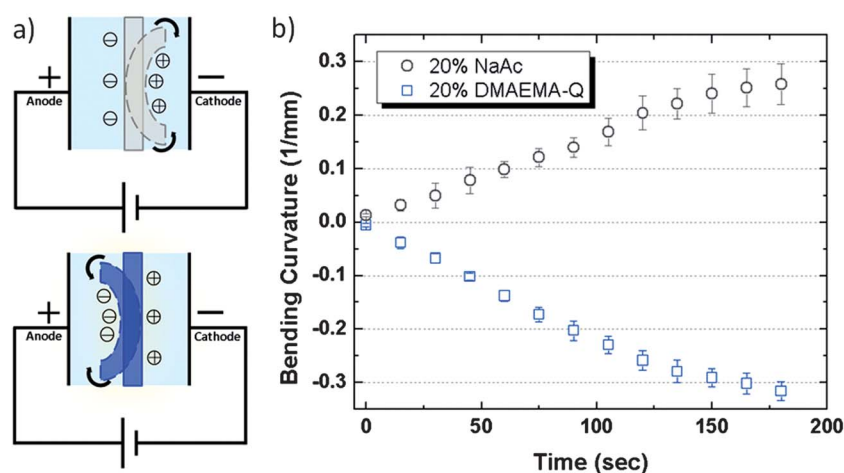 a)
+
−
Anode
Cathode
+
−
Anode
Cathode
b)
Bending Curvature (1/mm)
0.3
0.2
0.1
0.0
-0.1
-0.2
-0.3
20% NaAc
20% DMAEMA-Q
0 50 100 150 200
Time (sec)